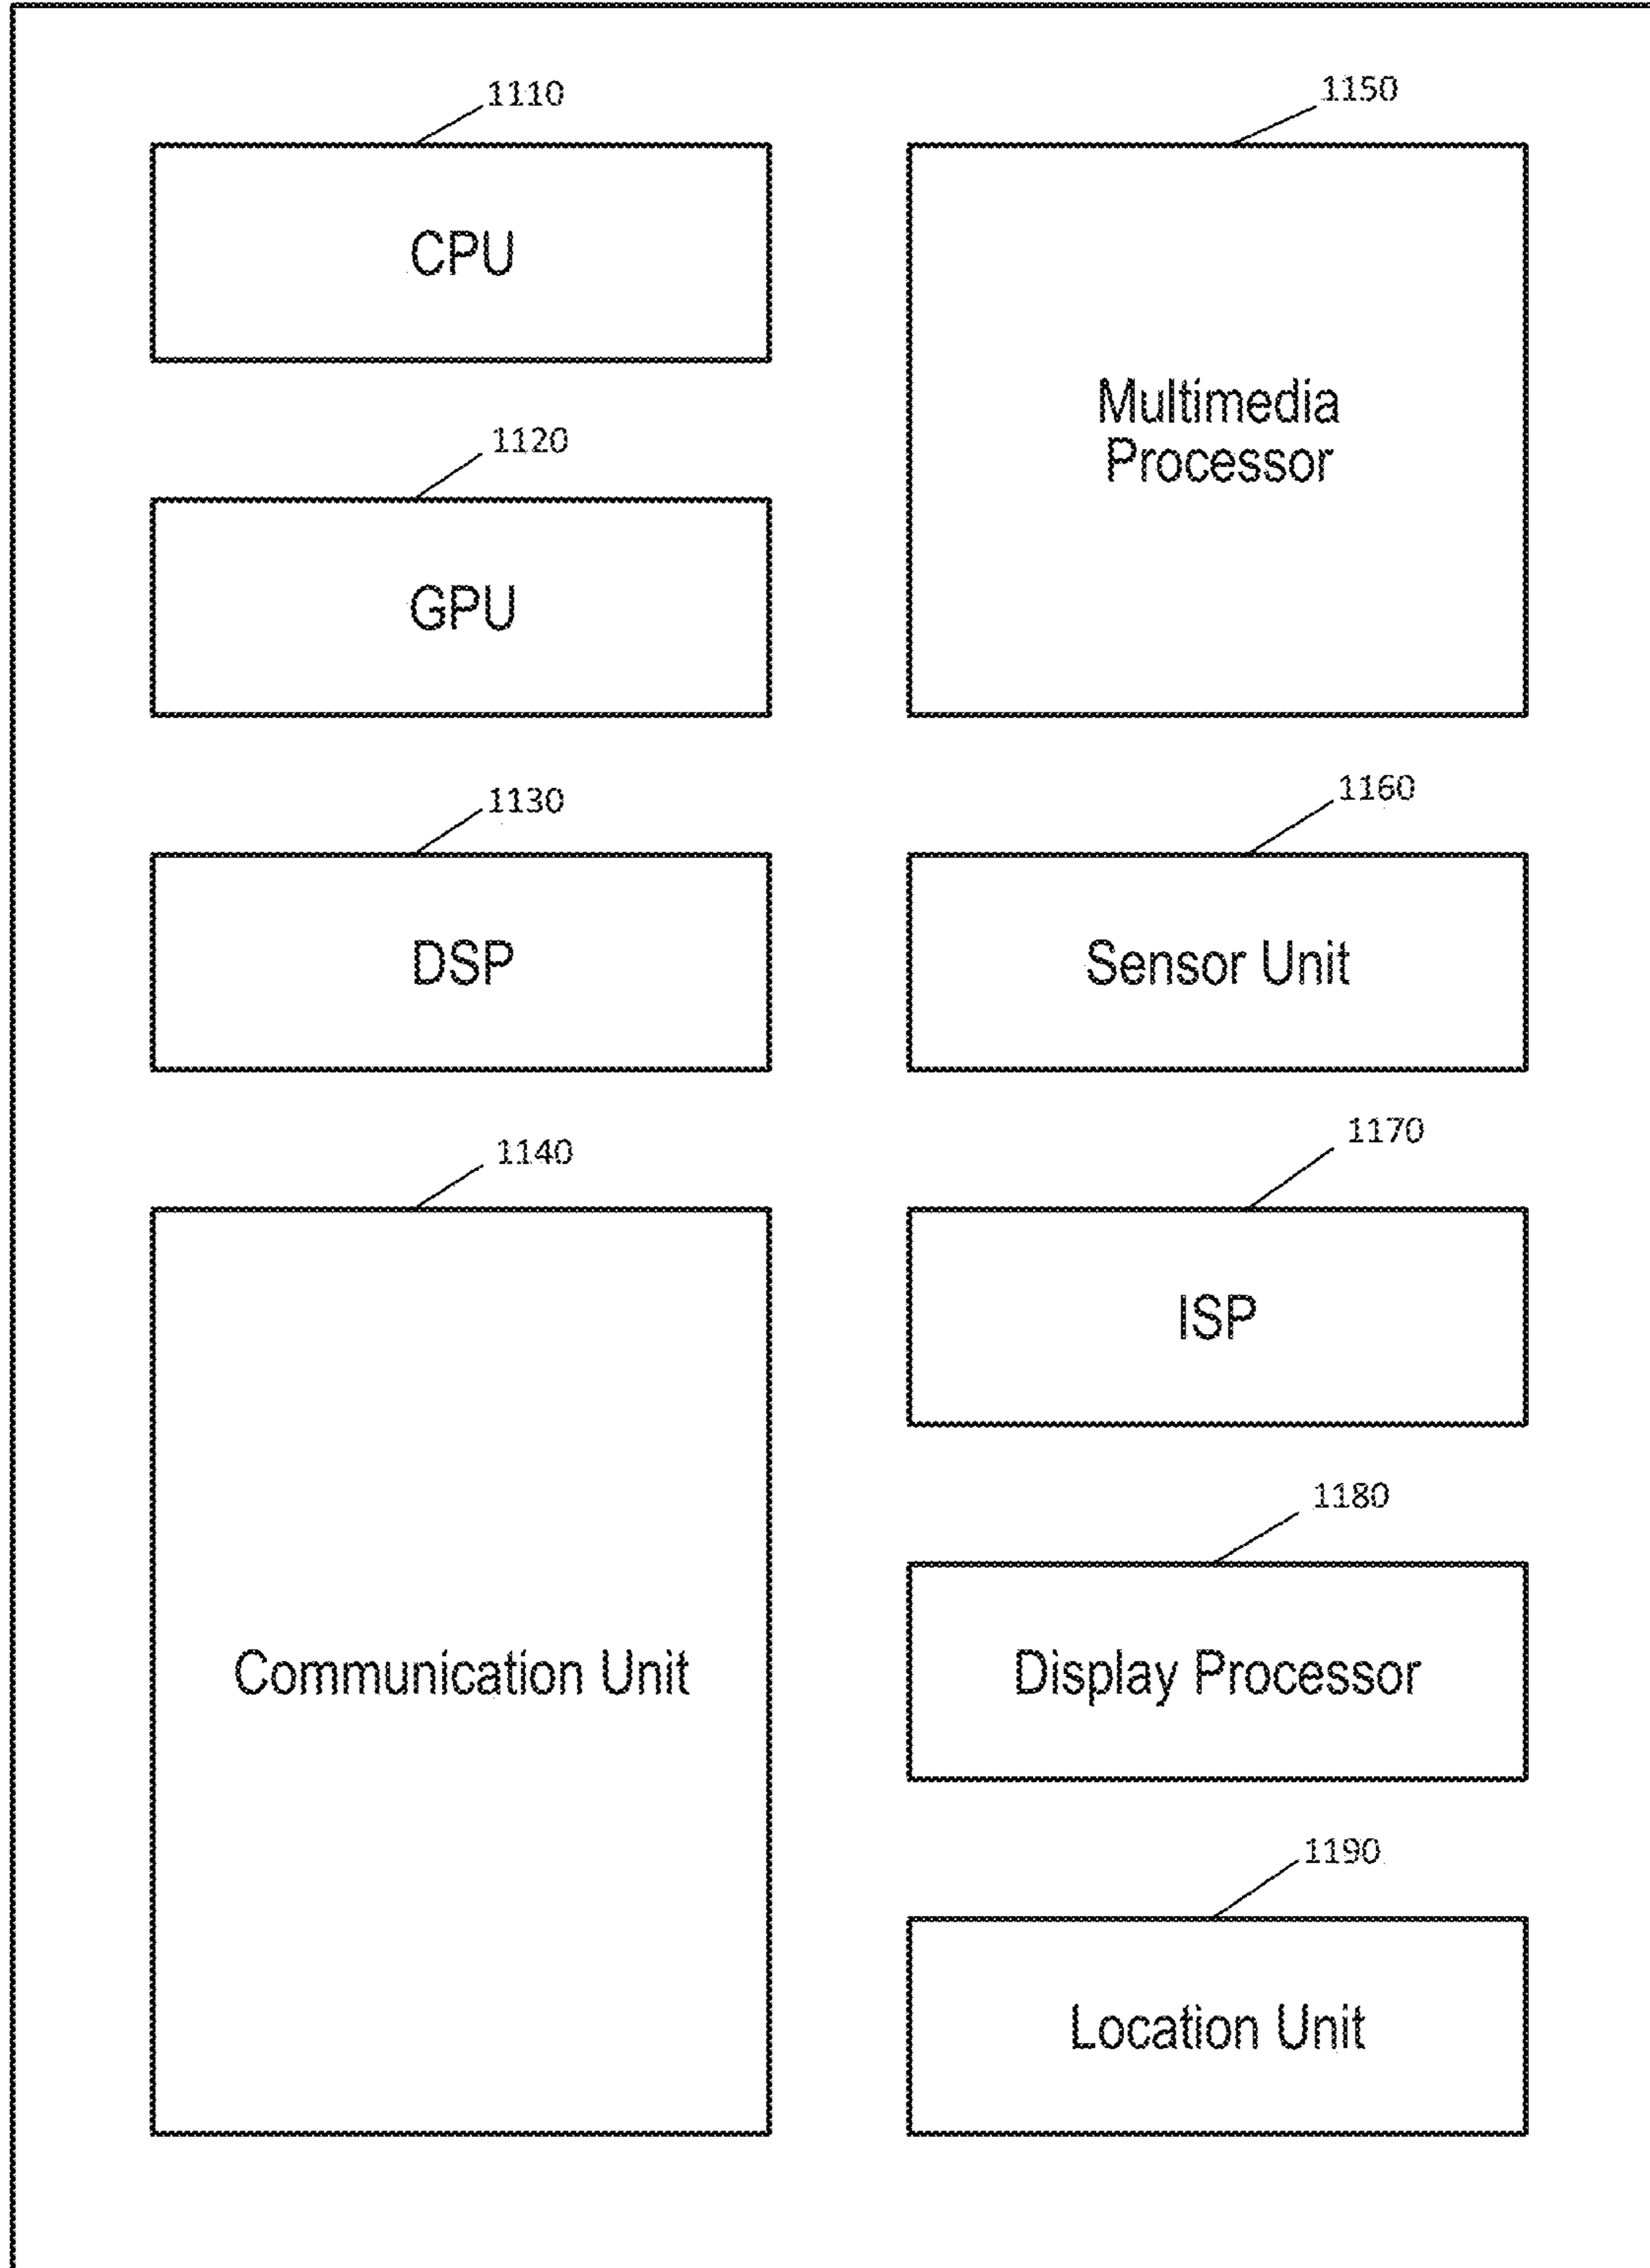 1110
CPU
1120
GPU
1130
DSP
1140
Communication Unit
1150
Multimedia
Processor
1160
Sensor Unit
1170
ISP
1180
Display Processor
1190
Location Unit